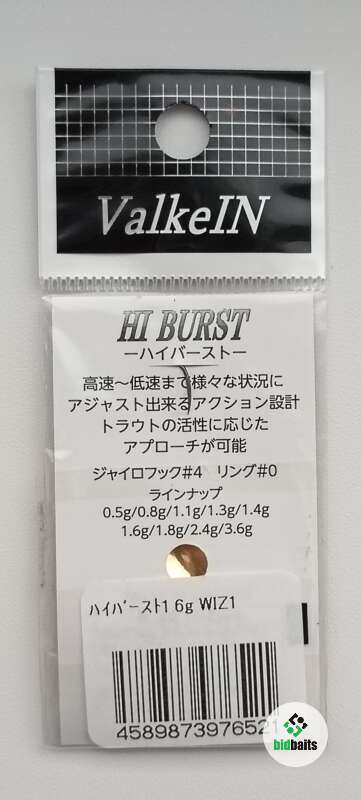 ValkeIN
HI BURST
ーハイバーストー
高速～低速まで様々な状況に
アジャスト出来るアクション設計
トラウトの活性に応じた
アプローチが可能
ジャイロフック#4 リング#0
ラインナップ
0.5g/0.8g/1.1g/1.3g/1.4g
1.6g/1.8g/2.4g/3.6g
ﾊｲﾊﾞｰｽﾄ1 6g WIZ1
4589873976521
bidbaits